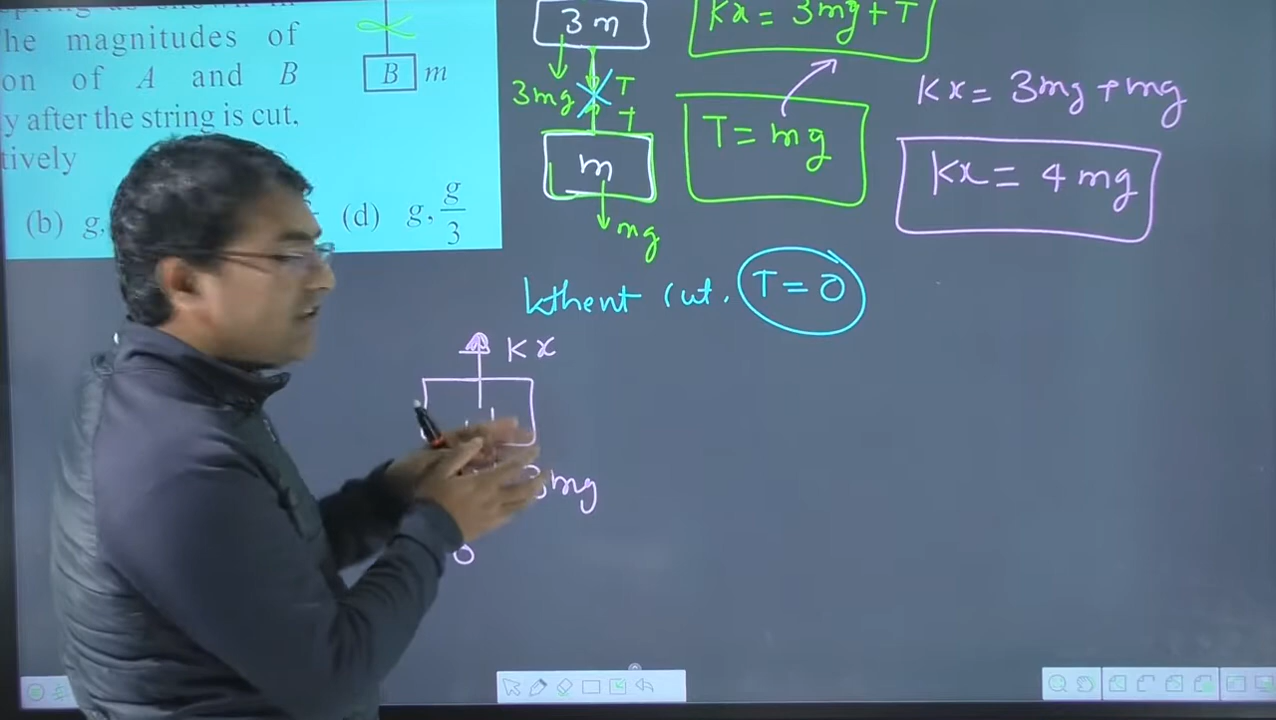 he magnitudes of
on of A and B
y after the string is cut.
tively
(b) g,
(d) g, g/3
B m
3m
3mg
T
T
m
mg
Kx = 3mg + T
T = mg
Kx = 3mg + mg
Kx = 4mg
cut. T = 0
Kx
3mg
0